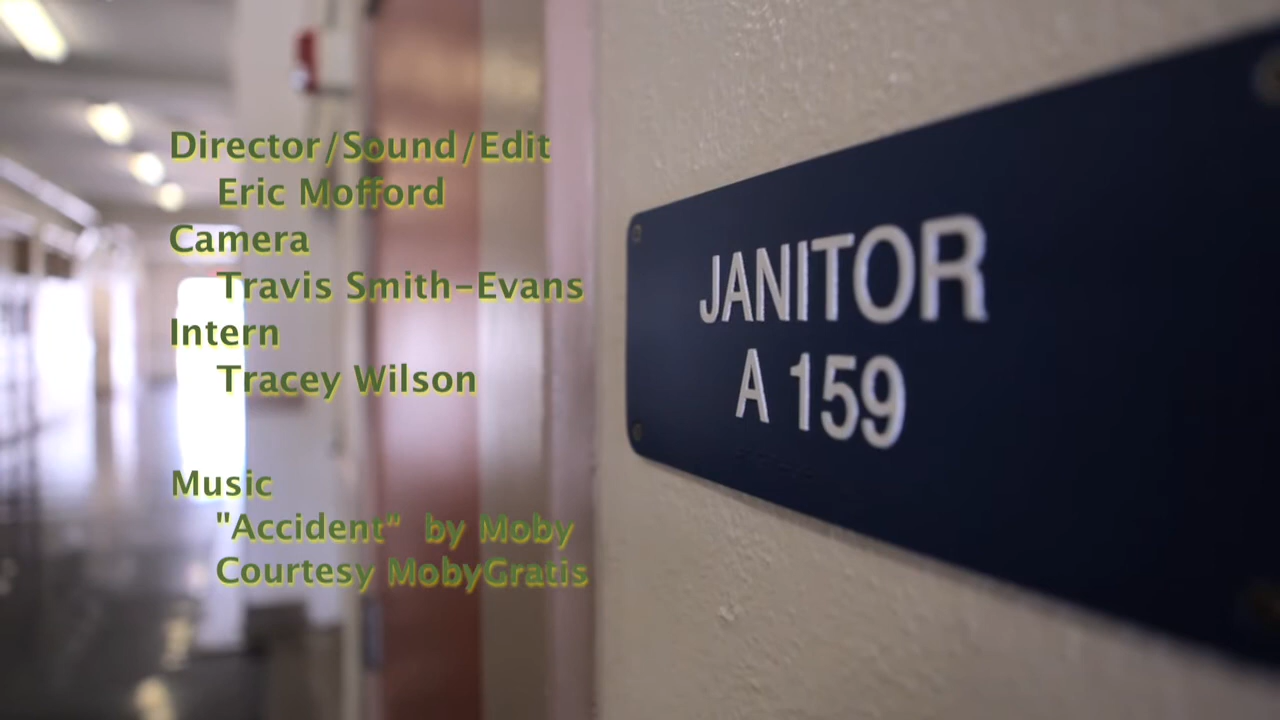 Director/Sound/Edit
Eric Mofford
Camera
Travis Smith-Evans
Intern
Tracey Wilson
Music
"Accident" by Moby
Courtesy MobyGratis
JANITOR
A 159